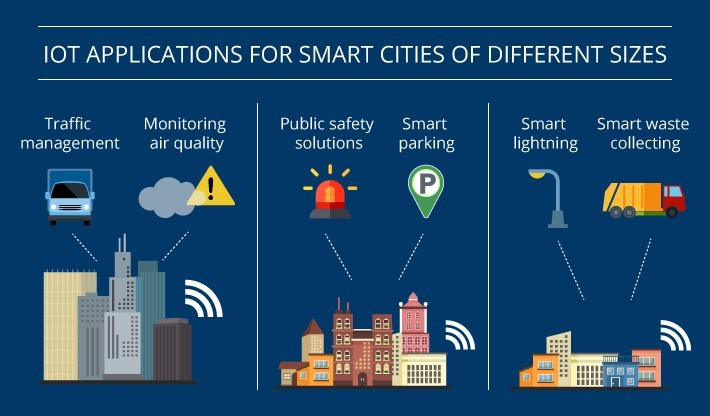 IOT APPLICATIONS FOR SMART CITIES OF DIFFERENT SIZES
Traffic
management
Monitoring
air quality
Public safety
solutions
Smart
parking
Smart
lightning
Smart waste
collecting
!
P